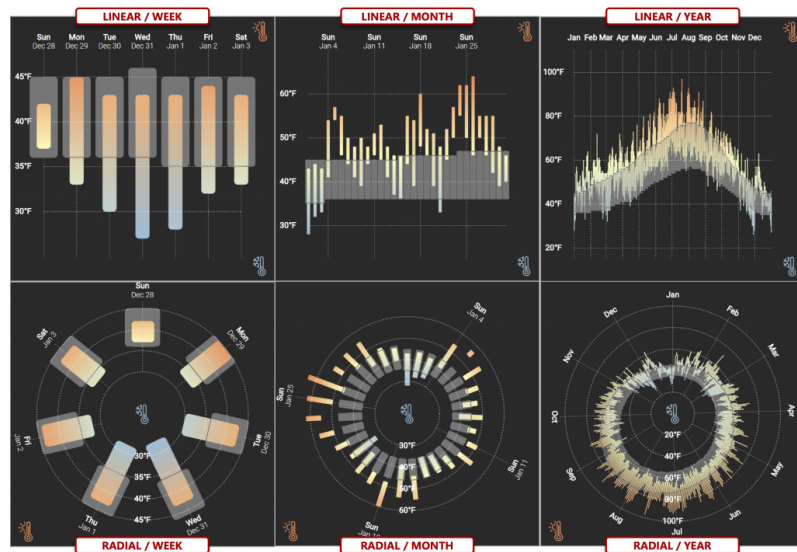 LINEAR / WEEK
Sun Mon Tue Wed Thu Fri Sat
Dec 28 Dec 29 Dec 30 Dec 31 Jan 1 Jan 2 Jan 3
45°F
40°F
35°F
30°F
LINEAR / MONTH
Sun Sun Sun Sun
Jan 4 Jan 11 Jan 18 Jan 25
60°F
50°F
40°F
30°F
LINEAR / YEAR
Jan Feb Mar Apr May Jun Jul Aug Sep Oct Nov Dec
100°F
80°F
60°F
40°F
20°F
Sun
Dec 28
Mon
Dec 29
Tue
Dec 30
Wed
Dec 31
Thu
Jan 1
Fri
Jan 2
Sat
Jan 3
30°F
35°F
40°F
45°F
RADIAL / WEEK
Sun
Jan 4
Sun
Jan 11
Sun
Sun
Jan 25
30°F
40°F
50°F
60°F
RADIAL / MONTH
Jan
Feb
Mar
Apr
May
Jun
Jul
Aug
Sep
Oct
Nov
Dec
20°F
40°F
60°F
80°F
100°F
RADIAL / YEAR